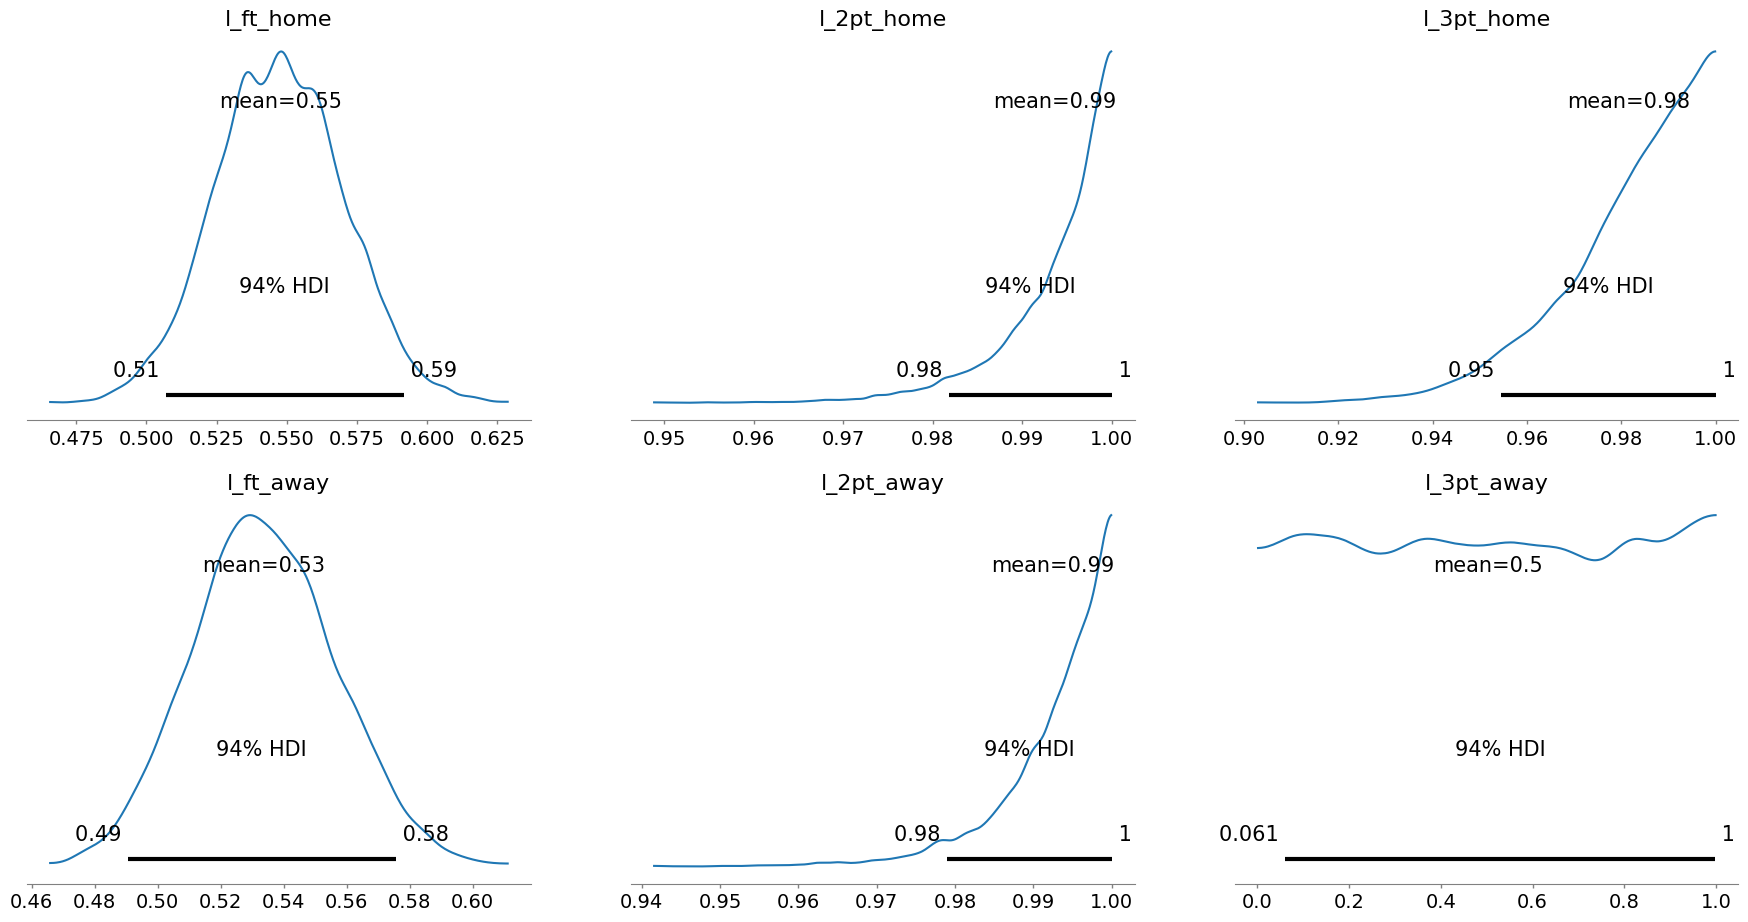 l_ft_home
mean=0.55
94% HDI
0.51 0.59
0.475 0.500 0.525 0.550 0.575 0.600 0.625
l_2pt_home
mean=0.99
94% HDI
0.98 1
0.95 0.96 0.97 0.98 0.99 1.00
l_3pt_home
mean=0.98
94% HDI
0.95 1
0.90 0.92 0.94 0.96 0.98 1.00
l_ft_away
mean=0.53
94% HDI
0.49 0.58
0.46 0.48 0.50 0.52 0.54 0.56 0.58 0.60
l_2pt_away
mean=0.99
94% HDI
0.98 1
0.94 0.95 0.96 0.97 0.98 0.99 1.00
l_3pt_away
mean=0.5
94% HDI
0.061 1
0.0 0.2 0.4 0.6 0.8 1.0